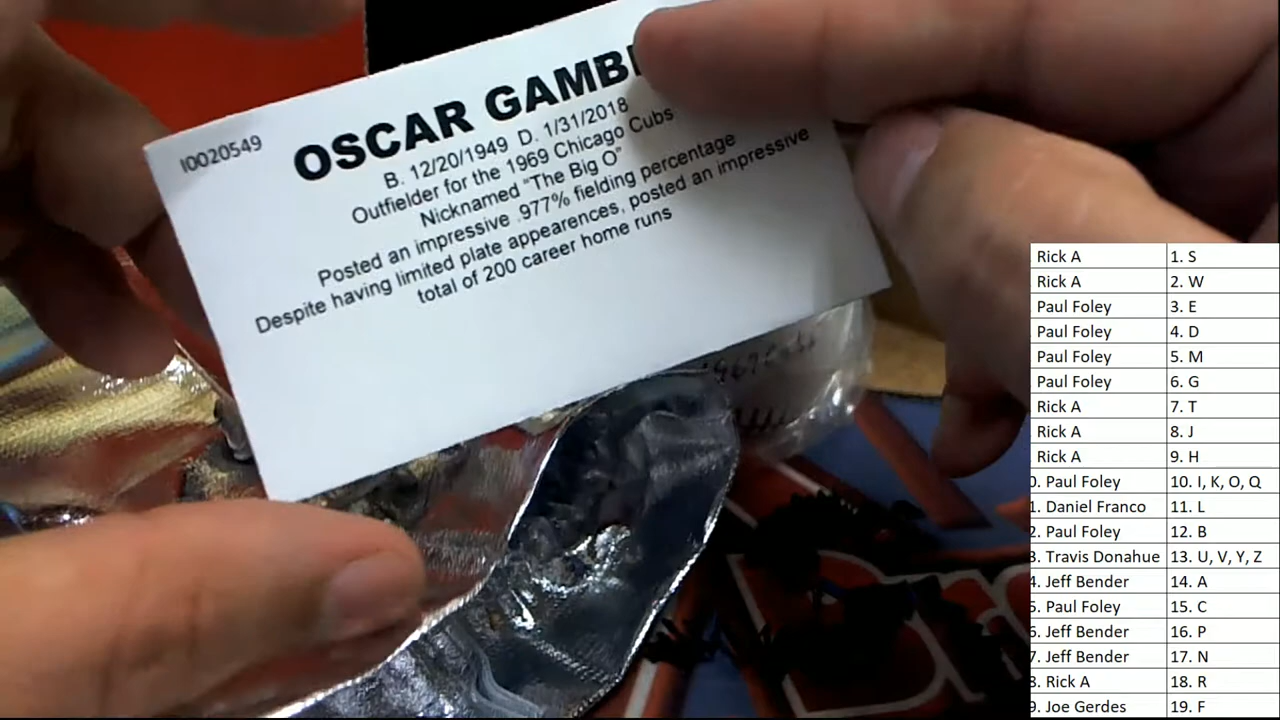 I0020549
OSCAR
B. 12/20/1949 D. 1/31/2018
Outfielder for the 1969 Chicago Cubs
Nicknamed "The Big O"
Posted an impressive .977% fielding percentage
Despite having limited plate appearences, posted an impressive
total of 200 career home runs
Rick A 1. S
Rick A 2. W
Paul Foley 3. E
Paul Foley 4. D
Paul Foley 5. M
Paul Foley 6. G
Rick A 7. T
Rick A 8. J
Rick A 9. H
0. Paul Foley 10. I, K, O, Q
1. Daniel Franco 11. L
2. Paul Foley 12. B
3. Travis Donahue 13. U, V, Y, Z
4. Jeff Bender 14. A
5. Paul Foley 15. C
6. Jeff Bender 16. P
7. Jeff Bender 17. N
8. Rick A 18. R
9. Joe Gerdes 19. F